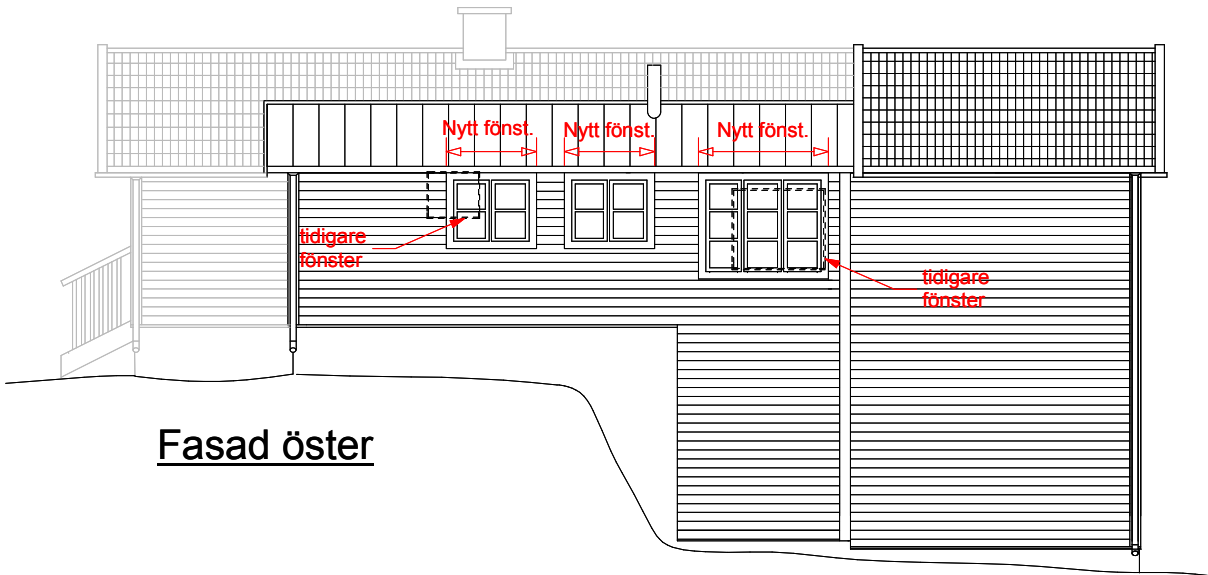 Nytt fönst.
Nytt fönst.
Nytt fönst.
tidigare
fönster
tidigare
fönster
Fasad öster